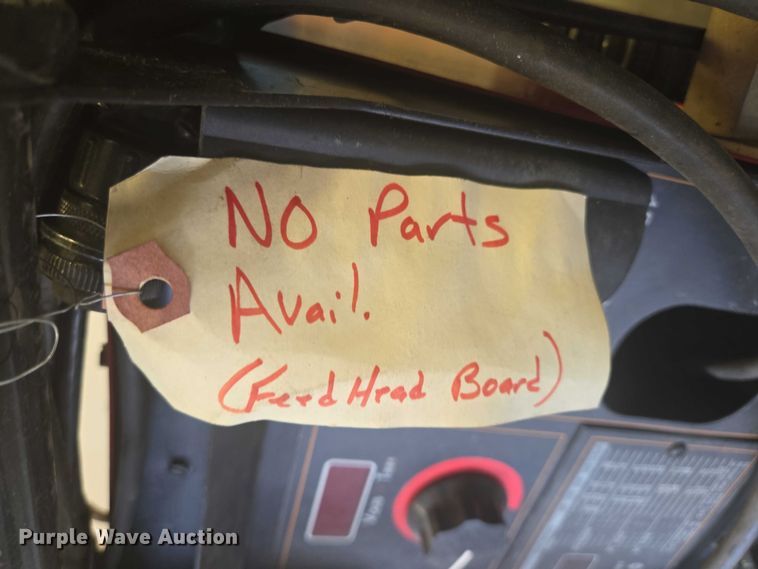 No Parts
Avail.
(Feed Head Board)
Purple Wave Auction